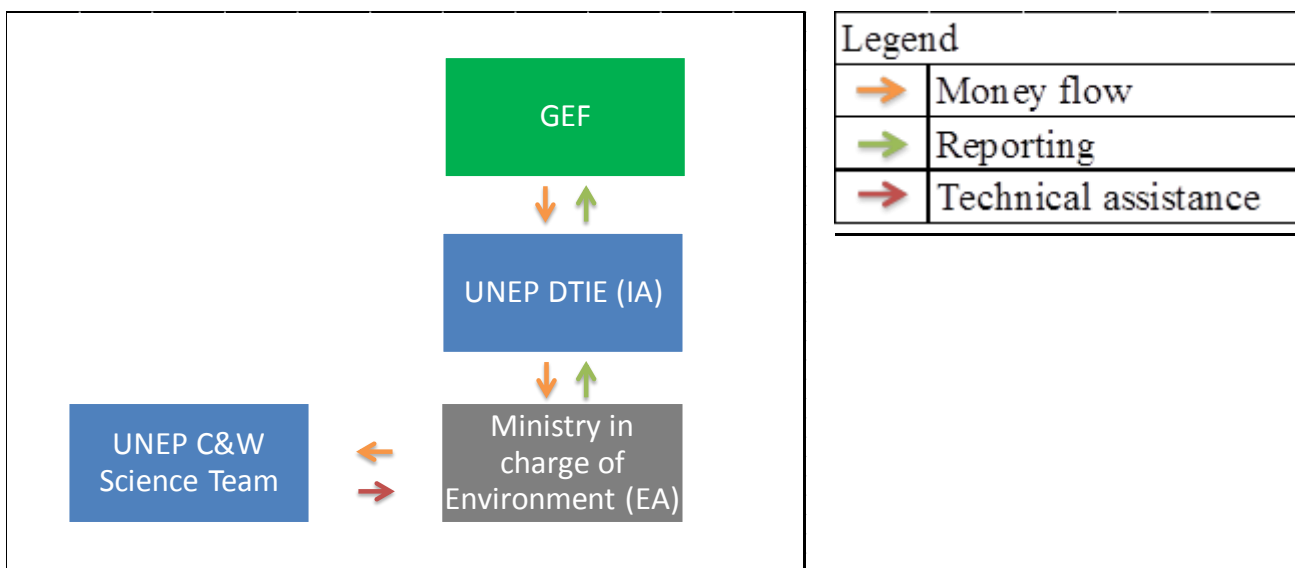 GEF
UNEP DTIE (IA)
UNEP C&W
Science Team
Ministry in
charge of
Environment (EA)
Legend
Money flow
Reporting
Technical assistance